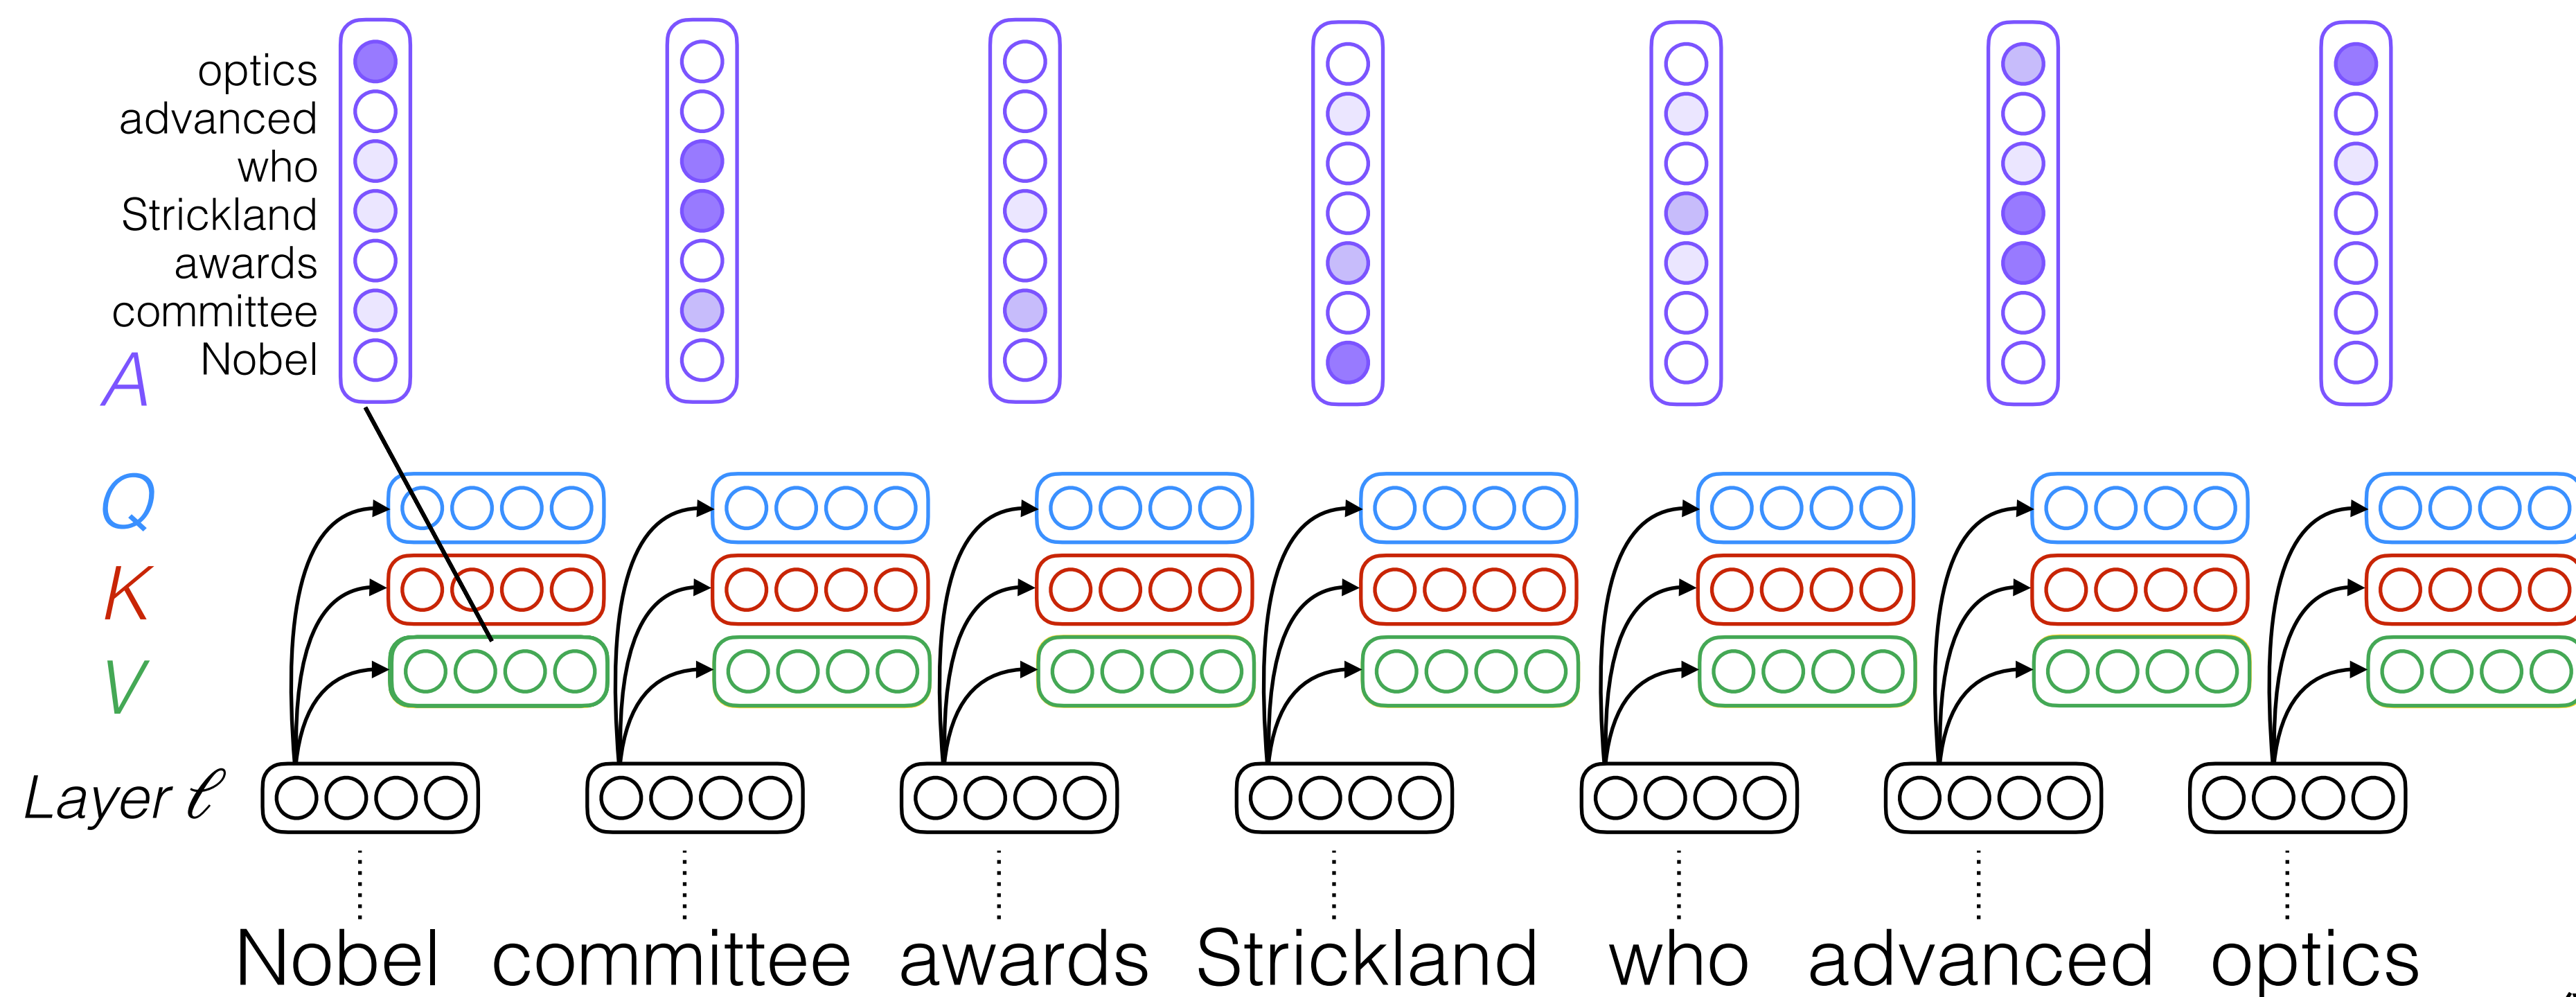 optics
advanced
who
Strickland
awards
committee
Nobel
A
Q
K
V
Layer ℓ
Nobel committee awards Strickland who advanced optics